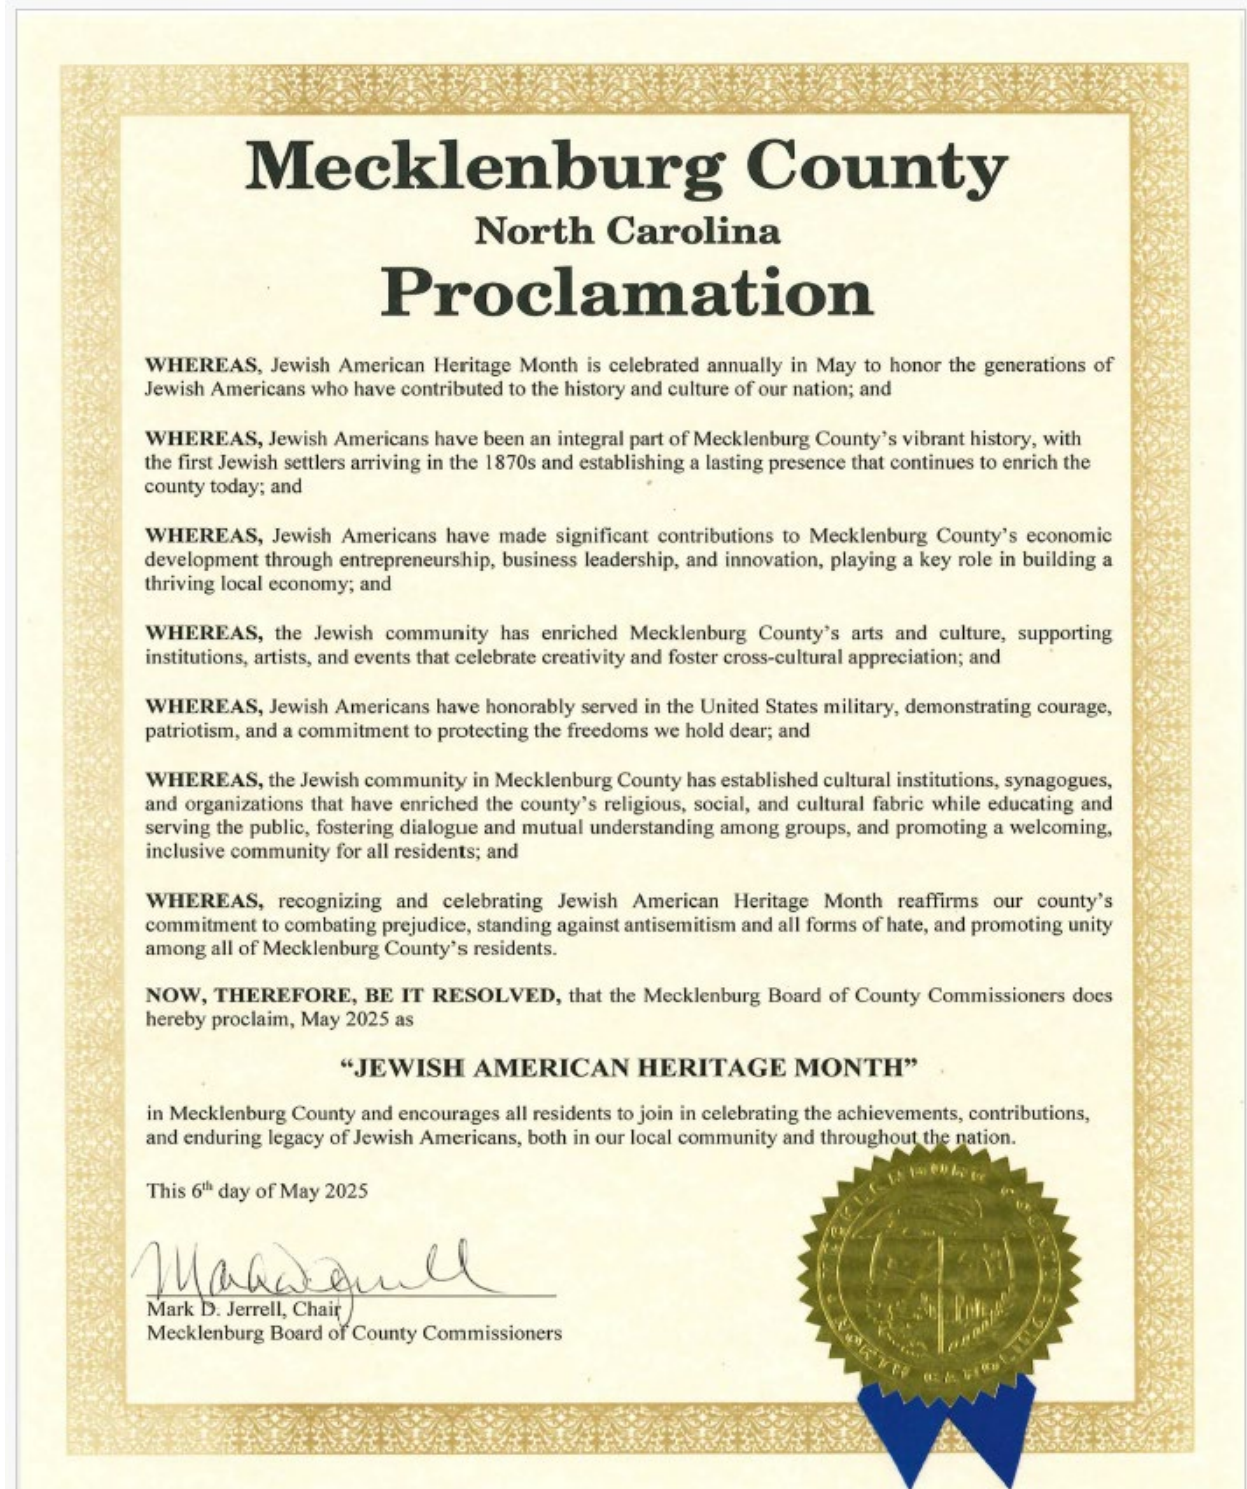 Mecklenburg County
North Carolina
Proclamation
WHEREAS, Jewish American Heritage Month is celebrated annually in May to honor the generations of
Jewish Americans who have contributed to the history and culture of our nation; and
WHEREAS, Jewish Americans have been an integral part of Mecklenburg County's vibrant history, with
the first Jewish settlers arriving in the 1870s and establishing a lasting presence that continues to enrich the
county today; and
WHEREAS, Jewish Americans have made significant contributions to Mecklenburg County's economic
development through entrepreneurship, business leadership, and innovation, playing a key role in building a
thriving local economy; and
WHEREAS, the Jewish community has enriched Mecklenburg County's arts and culture, supporting
institutions, artists, and events that celebrate creativity and foster cross-cultural appreciation; and
WHEREAS, Jewish Americans have honorably served in the United States military, demonstrating courage,
patriotism, and a commitment to protecting the freedoms we hold dear; and
WHEREAS, the Jewish community in Mecklenburg County has established cultural institutions, synagogues,
and organizations that have enriched the county's religious, social, and cultural fabric while educating and
serving the public, fostering dialogue and mutual understanding among groups, and promoting a welcoming,
inclusive community for all residents; and
WHEREAS, recognizing and celebrating Jewish American Heritage Month reaffirms our county's
commitment to combating prejudice, standing against antisemitism and all forms of hate, and promoting unity
among all of Mecklenburg County's residents.
NOW, THEREFORE, BE IT RESOLVED, that the Mecklenburg Board of County Commissioners does
hereby proclaim, May 2025 as
“JEWISH AMERICAN HERITAGE MONTH”
in Mecklenburg County and encourages all residents to join in celebrating the achievements, contributions,
and enduring legacy of Jewish Americans, both in our local community and throughout the nation.
This 6th day of May 2025
Mark D. Jerrell
Mark D. Jerrell, Chair
Mecklenburg Board of County Commissioners
MECKLENBURG COUNTY
NORTH CAROLINA